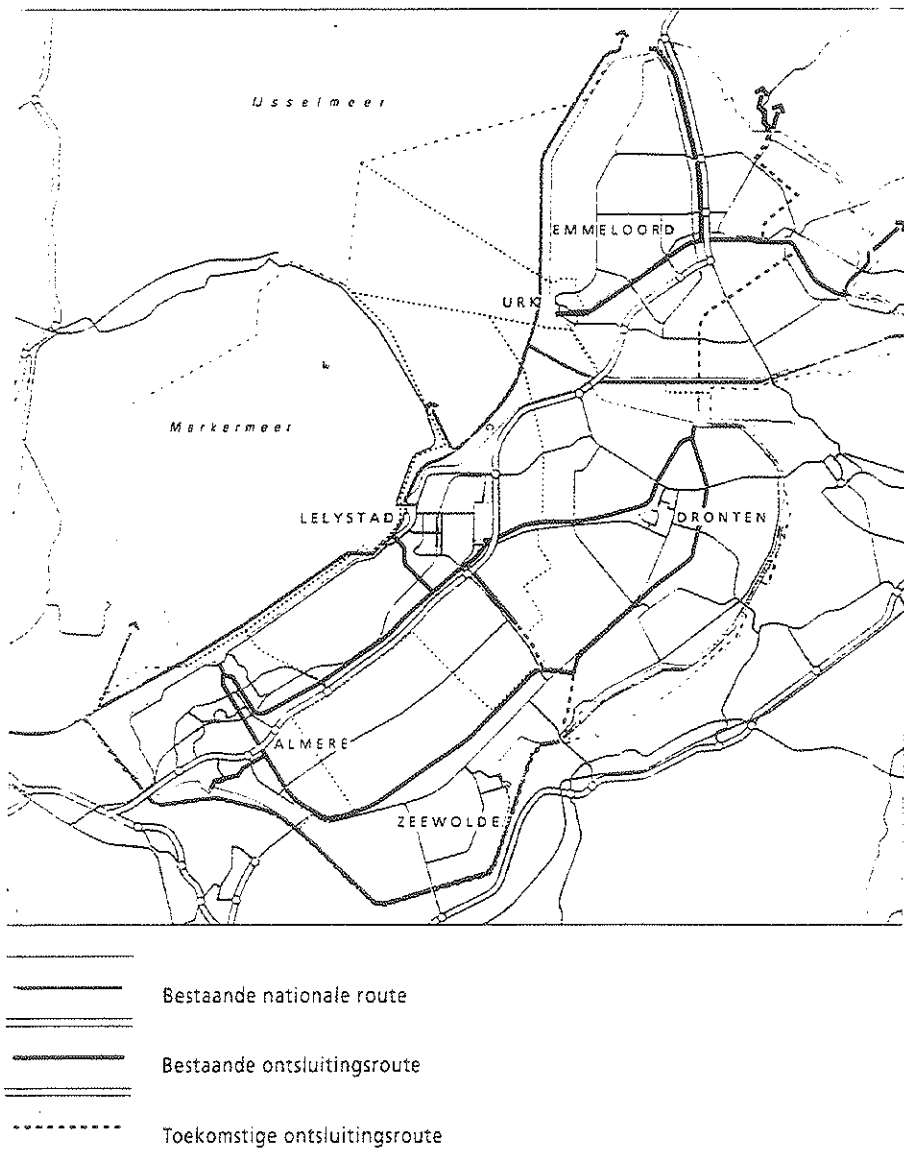 IJsselmeer
EMMELOORD
URK
Markermeer
LELYSTAD
DRONTEN
ALMERE
ZEEWOLDE
Bestaande nationale route
Bestaande ontsluitingsroute
Toekomstige ontsluitingsroute